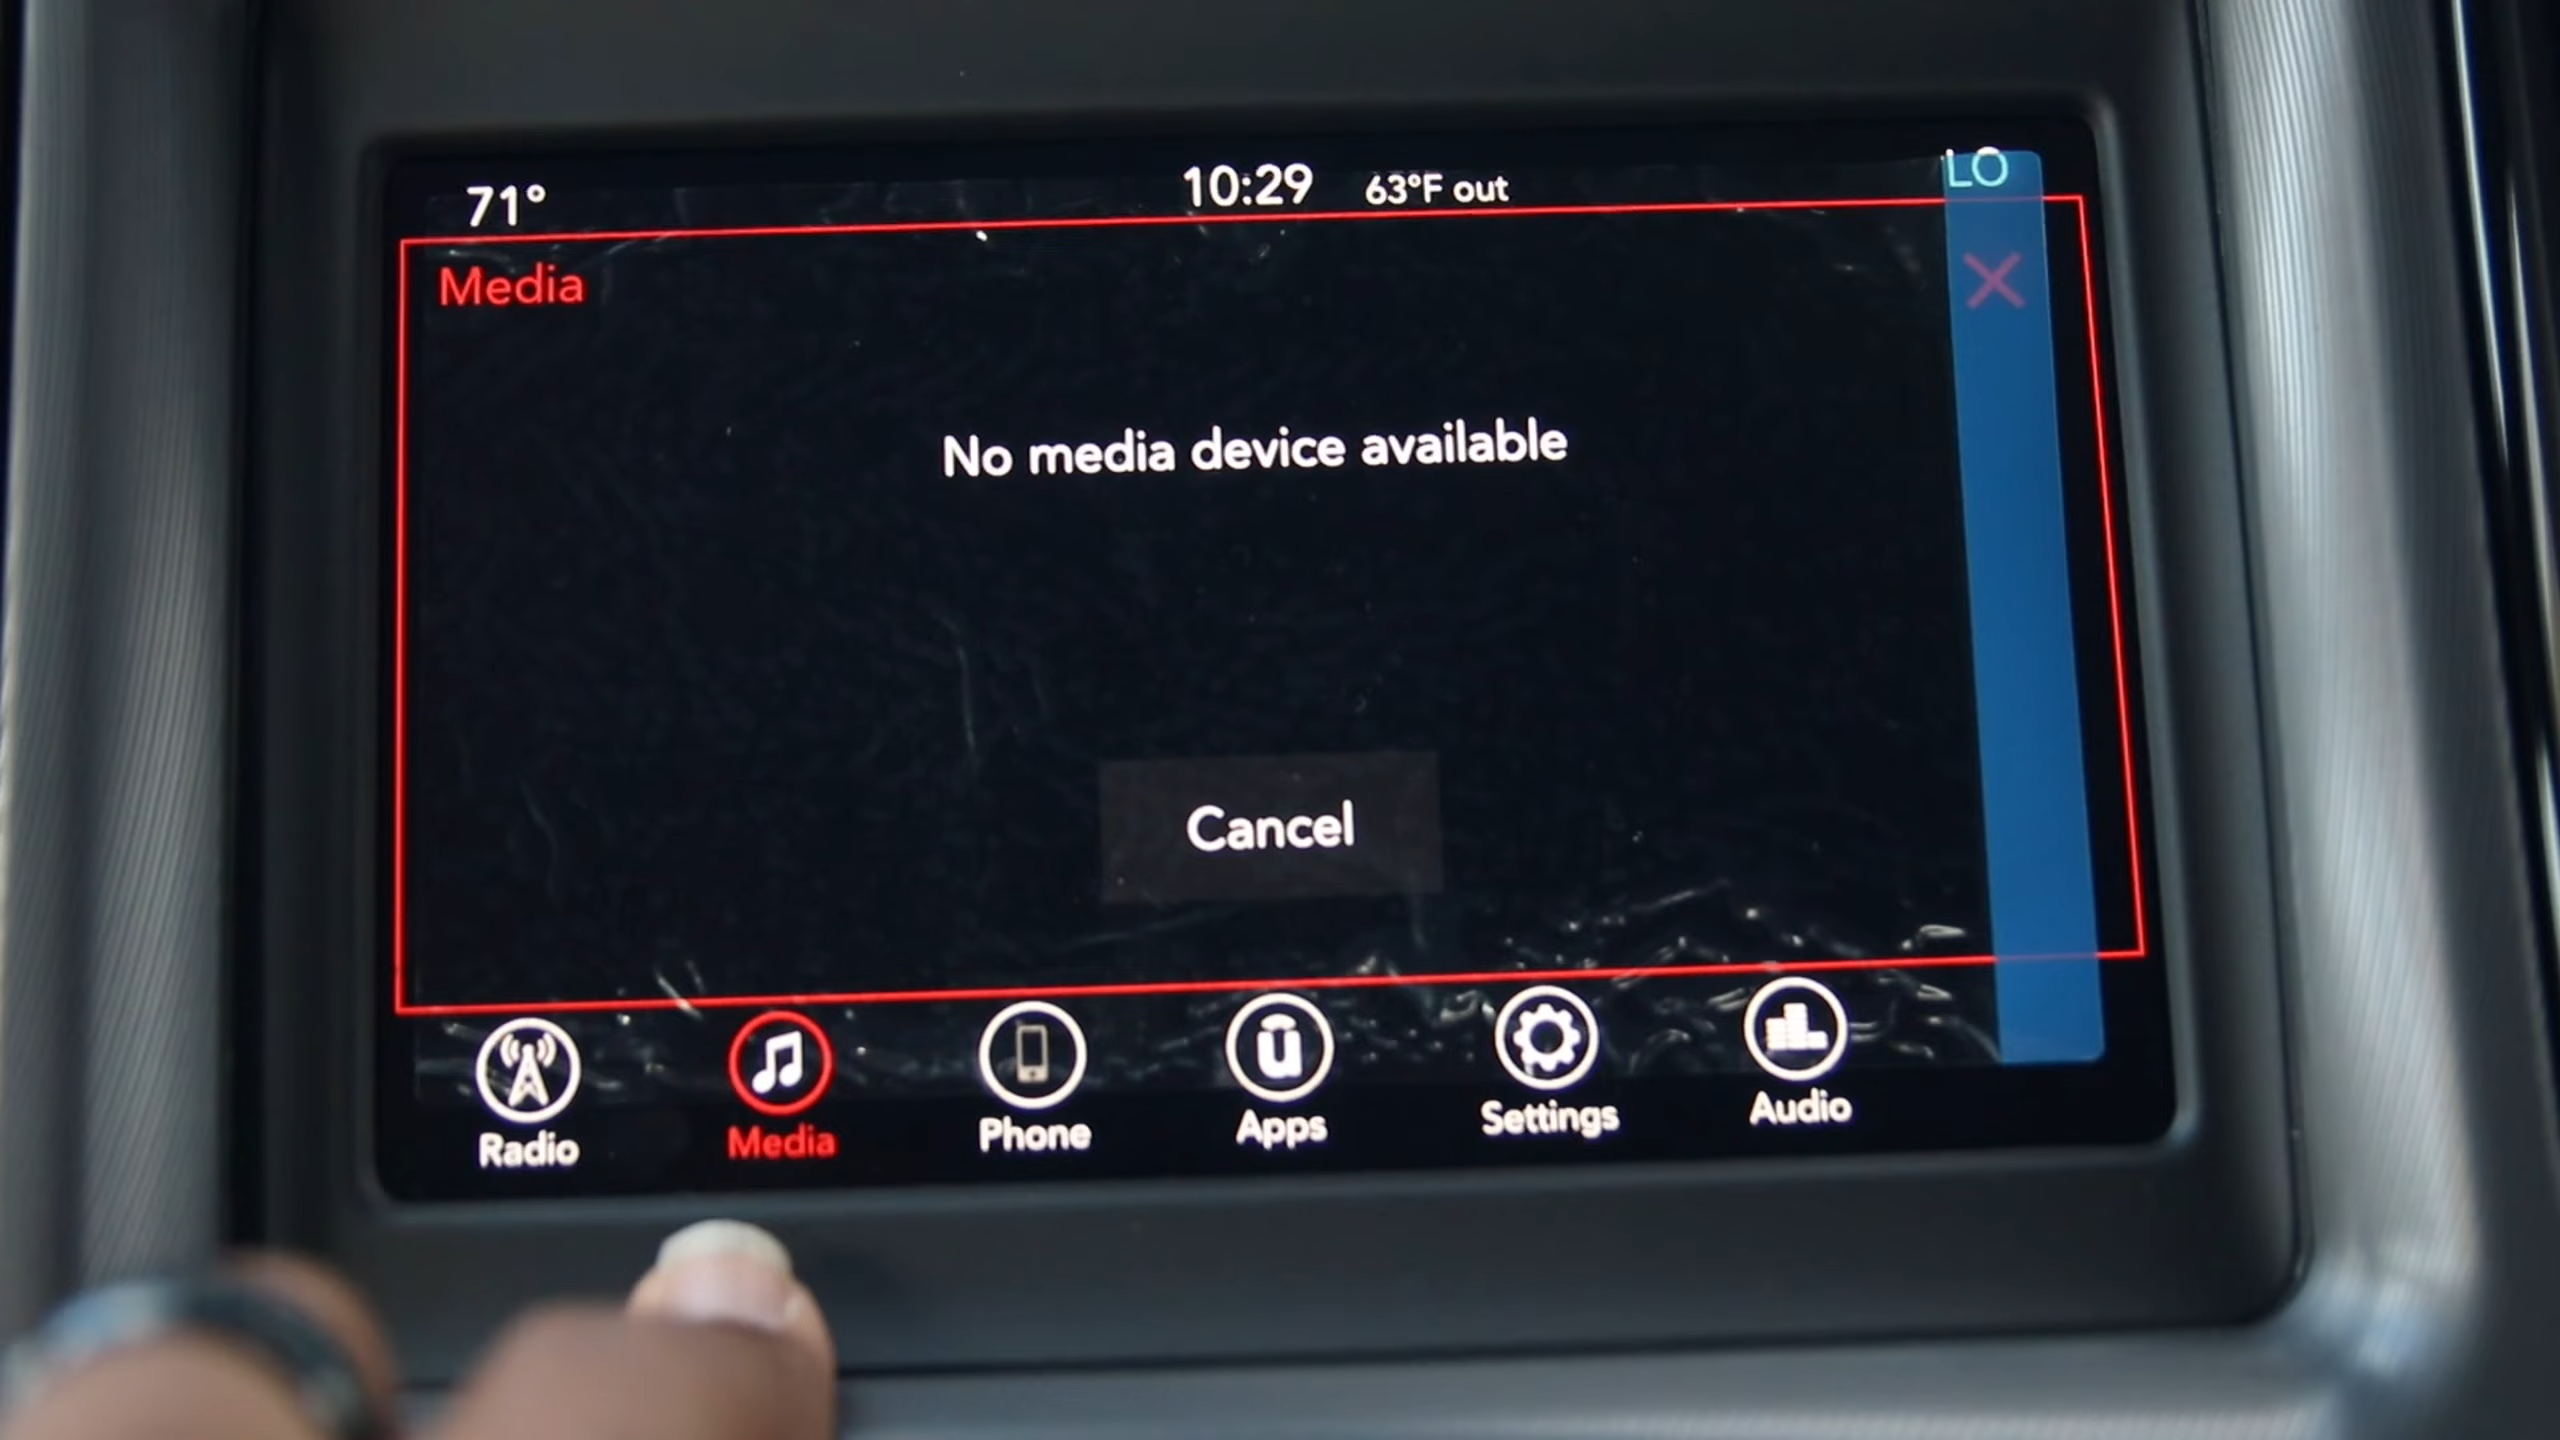 71° 10:29 63°F out LO
Media
No media device available
Cancel
Radio Media Phone Apps Settings Audio